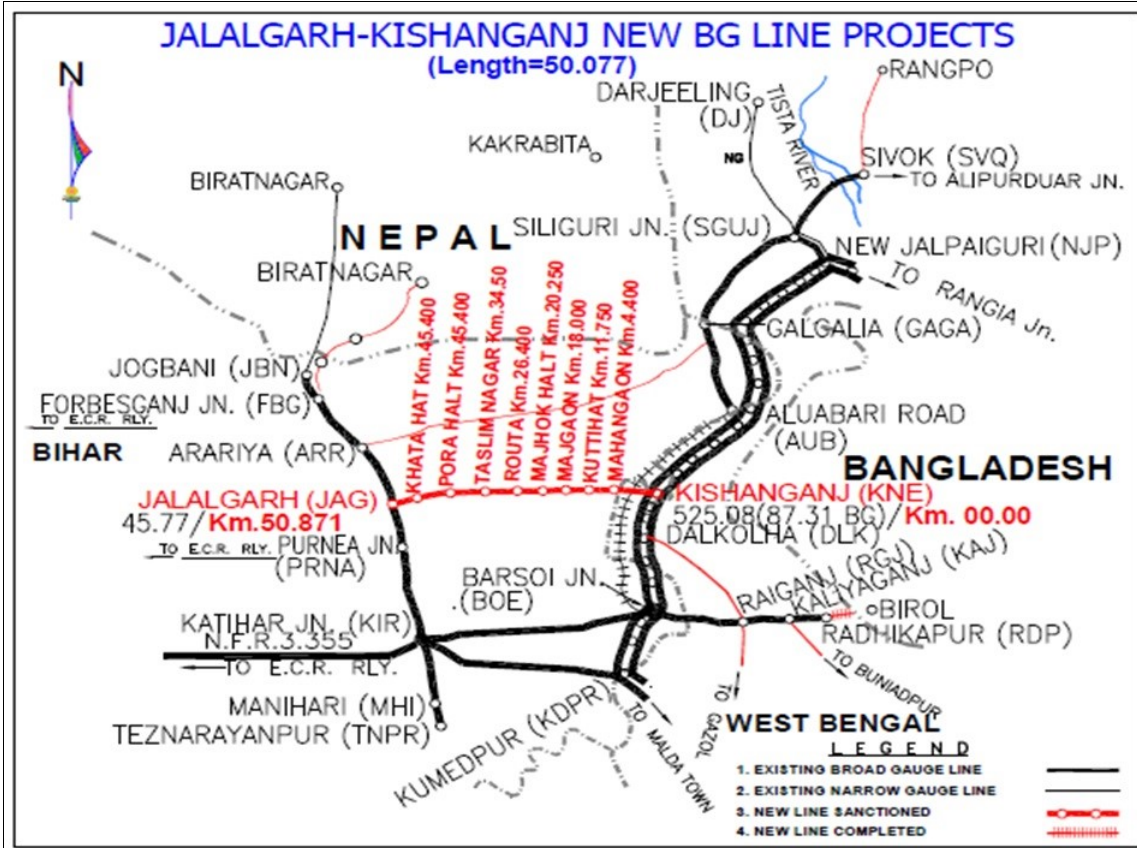 JALALGARH-KISHANGANJ NEW BG LINE PROJECTS
(Length=50.077)
N
RANGPO
DARJEELING
(DJ)
TISTA RIVER
KAKRABITA
NG
SIVOK (SVQ)
TO ALIPURDUAR JN.
BIRATNAGAR
NEPAL
SILIGURI JN. (SGUJ)
NEW JALPAIGURI (NJP)
BIRATNAGAR
TO RANGIA Jn.
KHATA HAT Km.45.400
PORA HALT Km.45.400
TASLIM NAGAR Km.34.50
ROUTA Km.26.400
MAJHOK HALT Km.20.250
MAJGAON Km.18.000
KUTTIHAT Km.11.750
MAHANGAON Km.4.400
GALGALIA (GAGA)
JOGBANI (JBN)
FORBESGANJ JN. (FBG)
TO E.C.R. RLY.
ALUABARI ROAD
(AUB)
BIHAR
ARARIYA (ARR)
BANGLADESH
JALALGARH (JAG)
45.77/Km.50.871
KISHANGANJ (KNE)
525.08(87.31 BG)/Km. 00.00
TO E.C.R. RLY.
PURNEA JN.
(PRNA)
DALKOLHA (DLK)
BARSOI JN.
.(BOE)
RAIGANJ (RGJ)
KALIYAGANJ (KAJ)
BIROL
RADHIKAPUR (RDP)
KATIHAR JN. (KIR)
N.F.R.3.355
TO E.C.R. RLY.
TO BUNIADPUR
MANIHARI (MHI)
TEZNARAYANPUR (TNPR)
KUMEDPUR (KDPR)
TO MALDA TOWN
TO GAZOL
WEST BENGAL
LEGEND
1. EXISTING BROAD GAUGE LINE
2. EXISTING NARROW GAUGE LINE
3. NEW LINE SANCTIONED
4. NEW LINE COMPLETED